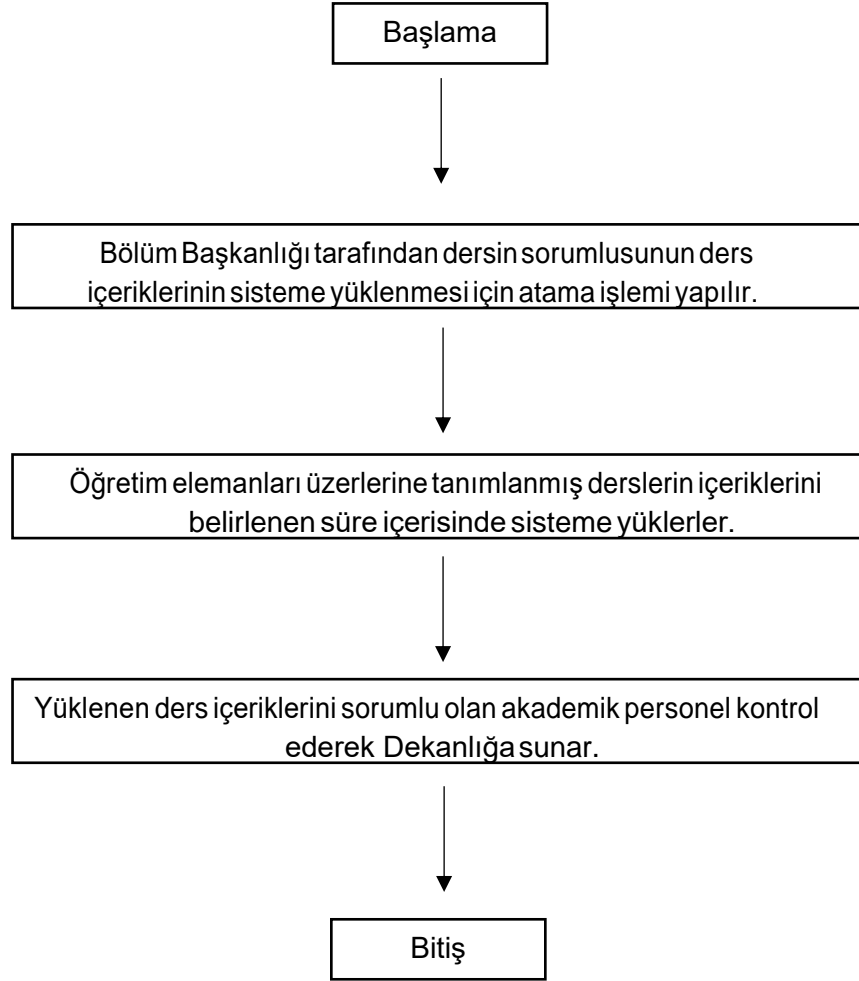 Başlama
Bölüm Başkanlığı tarafından dersin sorumlusunun ders
içeriklerinin sisteme yüklenmesi için atama işlemi yapılır.
Öğretim elemanları üzerlerine tanımlanmış derslerin içeriklerini
belirlenen süre içerisinde sisteme yüklerler.
Yüklenen ders içeriklerini sorumlu olan akademik personel kontrol
ederek Dekanlığa sunar.
Bitiş